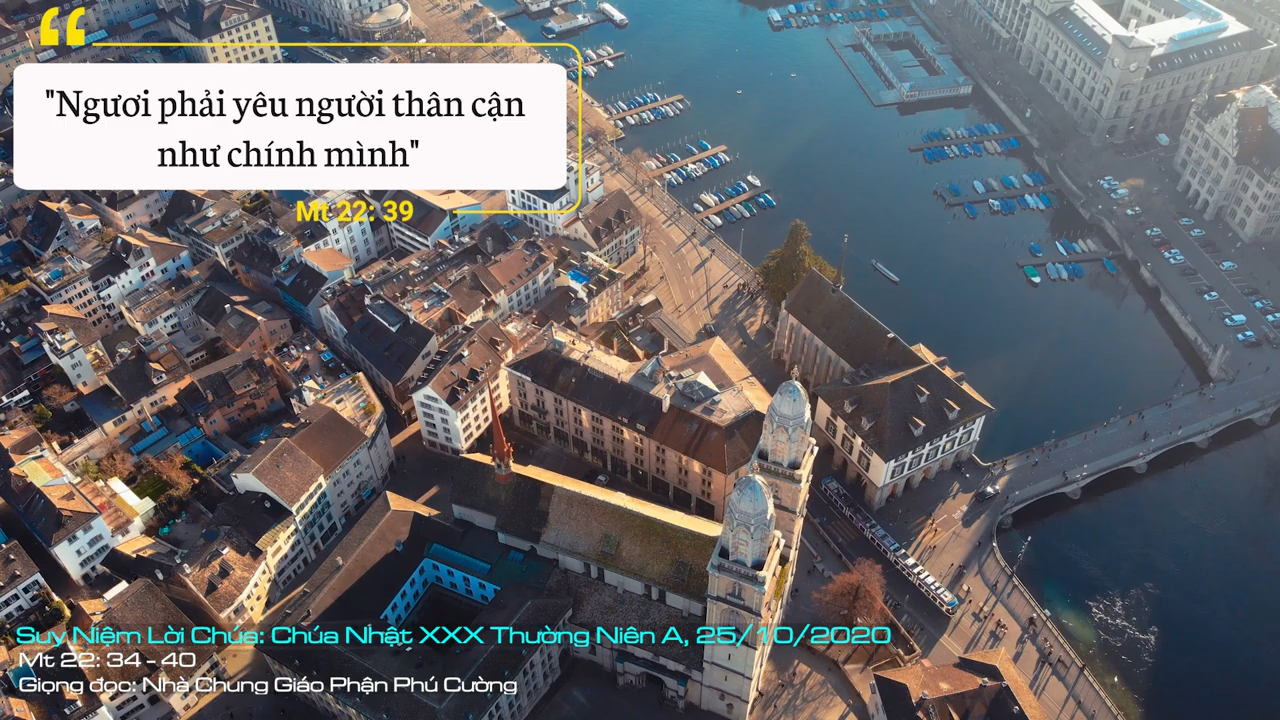 "Ngươi phải yêu người thân cận
như chính mình"
Mt 22: 39
Suy Niệm Lời Chúa: Chúa Nhật XXX Thường Niên A, 25/10/2020
Mt 22: 34 - 40
Giọng đọc: Nhà Chung Giáo Phận Phú Cường